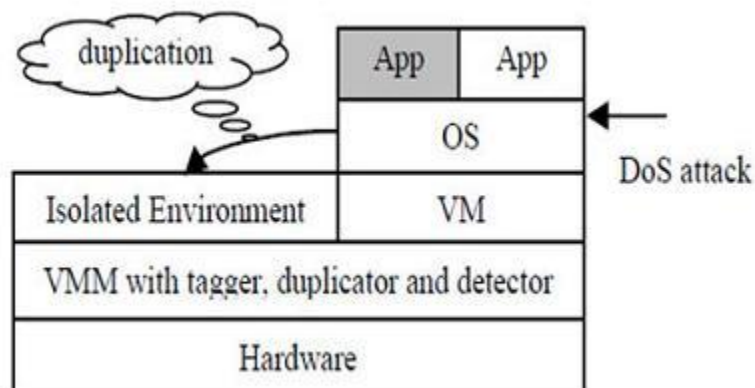 duplication
App
App
OS
DoS attack
Isolated Environment
VM
VMM with tagger, duplicator and detector
Hardware